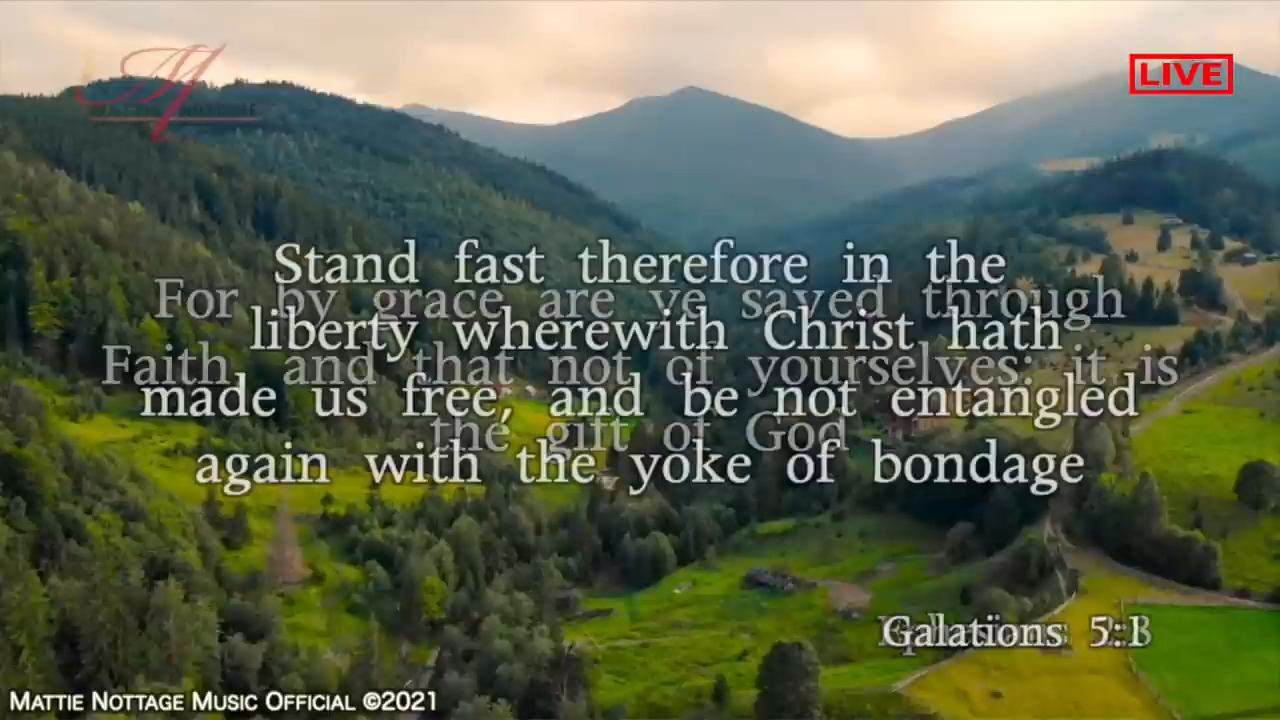 LIVE
Stand fast therefore in the
For by grace are ye saved through
liberty wherewith Christ hath
Faith and that not of yourselves: it is
made us free, and be not entangled
the gift of God
again with the yoke of bondage
Galations 5:1
MATTIE NOTTAGE MUSIC OFFICIAL ©2021